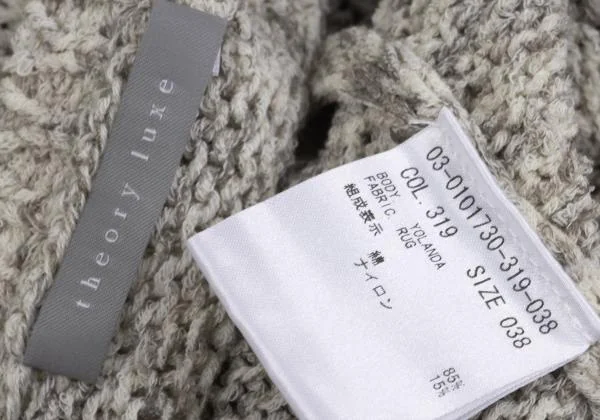 theory luxe
03-0101730-319-038
COL. 319 SIZE 038
BODY YOLANDA
FABRIC RUG
組成表示 綿 85%
ナイロン 15%